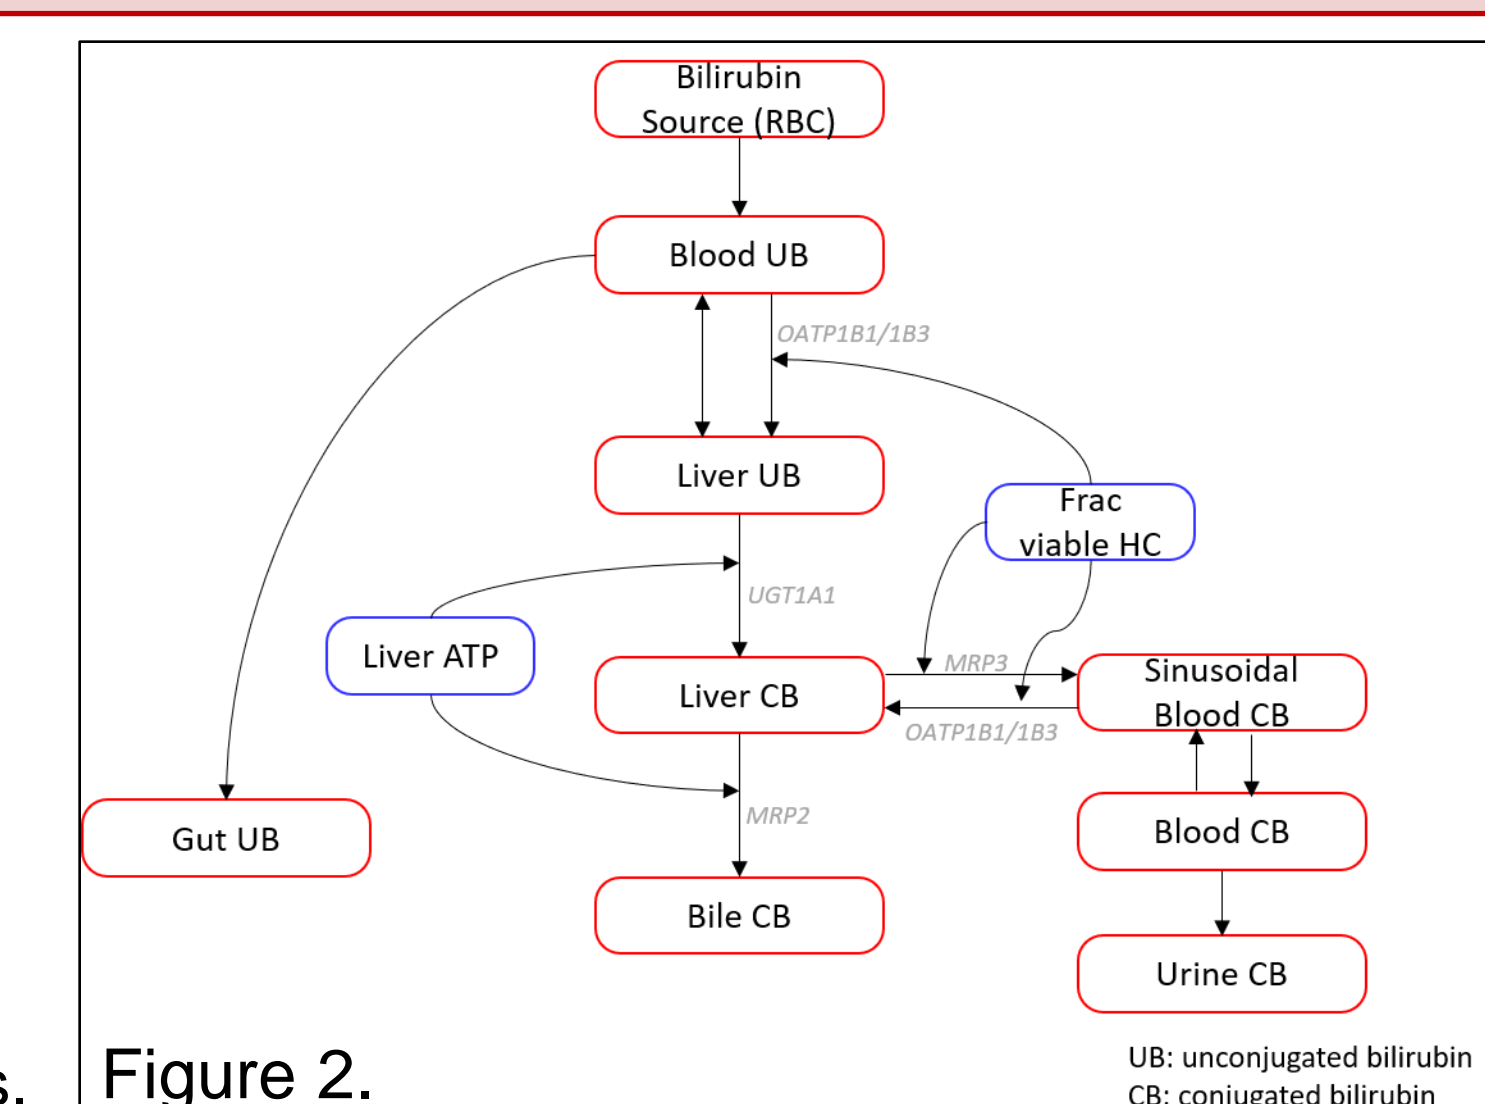 Bilirubin
Source (RBC)
Blood UB
OATP1B1/1B3
Liver UB
Frac
viable HC
UGT1A1
Liver ATP
MRP3
Sinusoidal
Blood CB
Liver CB
OATP1B1/1B3
MRP2
Gut UB
Blood CB
Bile CB
Urine CB
UB: unconjugated bilirubin
CB: conjugated bilirubin
s.
Figure 2.